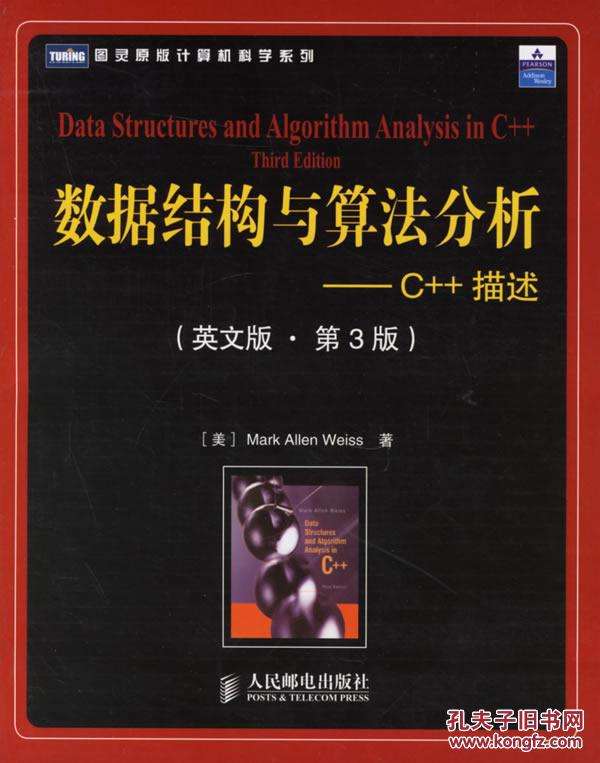 TURING 图灵原版计算机科学系列
PEARSON
Addison
Wesley
Data Structures and Algorithm Analysis in C++
Third Edition
数据结构与算法分析
——C++ 描述
（英文版 · 第 3 版）
［美］ Mark Allen Weiss 著
Mark Allen Weiss
Data
Structures
and Algorithm
Analysis in
C++
Third Edition
人民邮电出版社
POSTS & TELECOM PRESS
孔夫子旧书网
www.kongfz.com